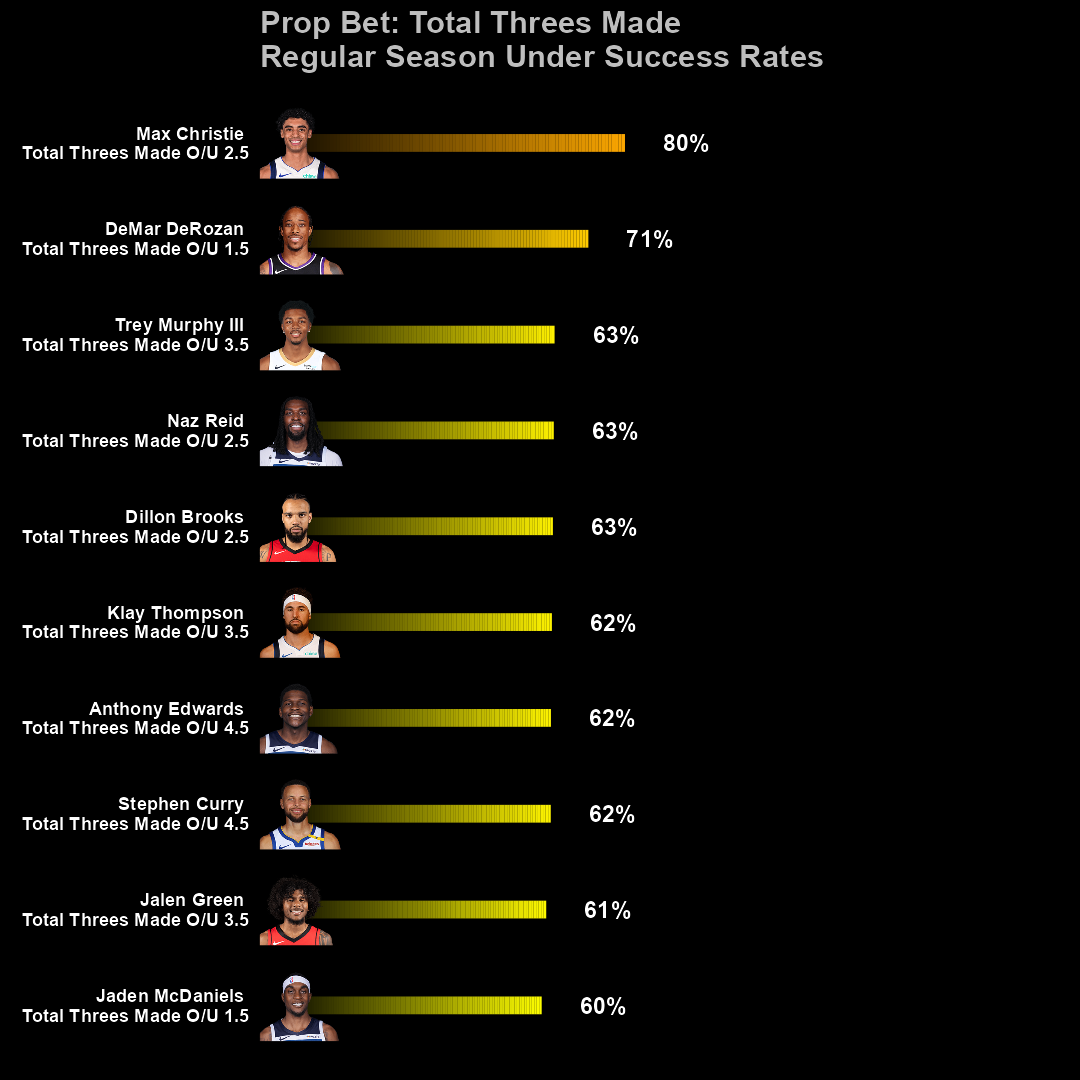 Prop Bet: Total Threes Made
Regular Season Under Success Rates
Max Christie
Total Threes Made O/U 2.5
80%
DeMar DeRozan
Total Threes Made O/U 1.5
71%
Trey Murphy III
Total Threes Made O/U 3.5
63%
Naz Reid
Total Threes Made O/U 2.5
63%
Dillon Brooks
Total Threes Made O/U 2.5
63%
Klay Thompson
Total Threes Made O/U 3.5
62%
Anthony Edwards
Total Threes Made O/U 4.5
62%
Stephen Curry
Total Threes Made O/U 4.5
62%
Jalen Green
Total Threes Made O/U 3.5
61%
Jaden McDaniels
Total Threes Made O/U 1.5
60%